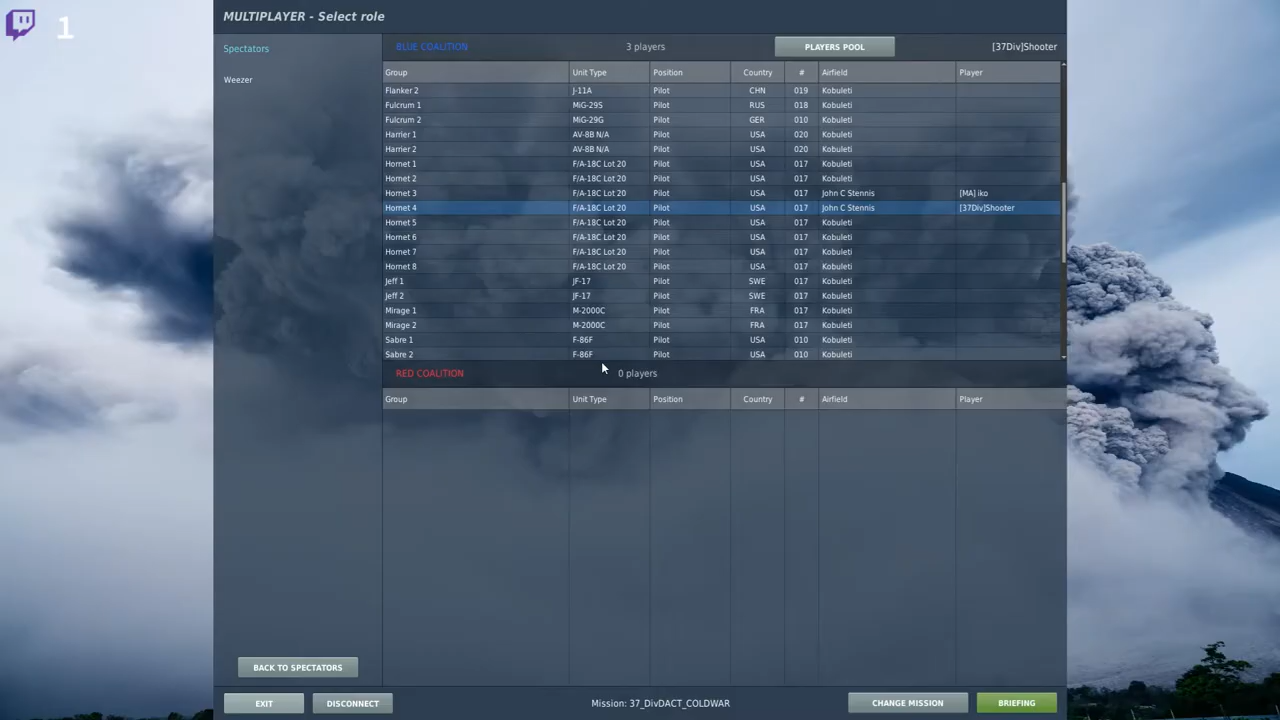 1
MULTIPLAYER - Select role
Spectators
Weezer
BLUE COALITION 3 players PLAYERS POOL [37Div]Shooter
Group Unit Type Position Country # Airfield Player
Flanker 2 J-11A Pilot CHN 019 Kobuleti
Fulcrum 1 MiG-29S Pilot RUS 018 Kobuleti
Fulcrum 2 MiG-29G Pilot GER 010 Kobuleti
Harrier 1 AV-8B N/A Pilot USA 020 Kobuleti
Harrier 2 AV-8B N/A Pilot USA 020 Kobuleti
Hornet 1 F/A-18C Lot 20 Pilot USA 017 Kobuleti
Hornet 2 F/A-18C Lot 20 Pilot USA 017 Kobuleti
Hornet 3 F/A-18C Lot 20 Pilot USA 017 John C Stennis [MA] iko
Hornet 4 F/A-18C Lot 20 Pilot USA 017 John C Stennis [37Div]Shooter
Hornet 5 F/A-18C Lot 20 Pilot USA 017 Kobuleti
Hornet 6 F/A-18C Lot 20 Pilot USA 017 Kobuleti
Hornet 7 F/A-18C Lot 20 Pilot USA 017 Kobuleti
Hornet 8 F/A-18C Lot 20 Pilot USA 017 Kobuleti
Jeff 1 JF-17 Pilot SWE 017 Kobuleti
Jeff 2 JF-17 Pilot SWE 017 Kobuleti
Mirage 1 M-2000C Pilot FRA 017 Kobuleti
Mirage 2 M-2000C Pilot FRA 017 Kobuleti
Sabre 1 F-86F Pilot USA 010 Kobuleti
Sabre 2 F-86F Pilot USA 010 Kobuleti
RED COALITION 0 players
Group Unit Type Position Country # Airfield Player
BACK TO SPECTATORS
EXIT DISCONNECT Mission: 37_DivDACT_COLDWAR CHANGE MISSION BRIEFING